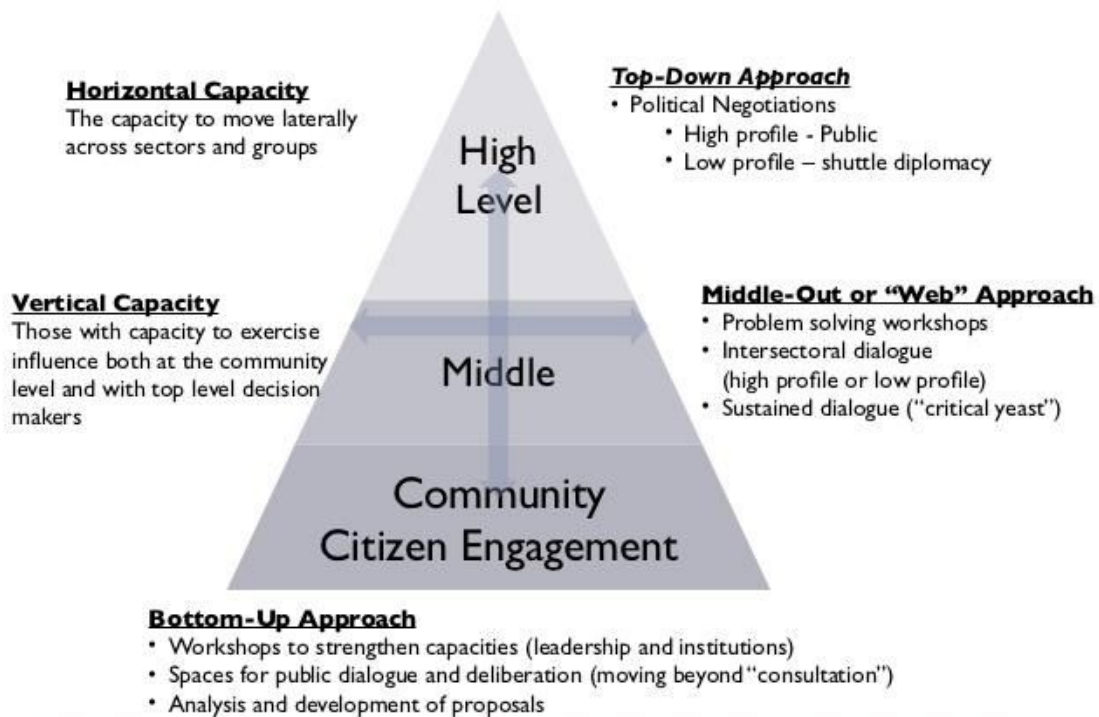 Horizontal Capacity
The capacity to move laterally
across sectors and groups
Top-Down Approach
• Political Negotiations
• High profile - Public
• Low profile – shuttle diplomacy
High
Level
Vertical Capacity
Those with capacity to exercise
influence both at the community
level and with top level decision
makers
Middle-Out or “Web” Approach
• Problem solving workshops
• Intersectoral dialogue
(high profile or low profile)
• Sustained dialogue (“critical yeast”)
Middle
Community
Citizen Engagement
Bottom-Up Approach
• Workshops to strengthen capacities (leadership and institutions)
• Spaces for public dialogue and deliberation (moving beyond “consultation”)
• Analysis and development of proposals